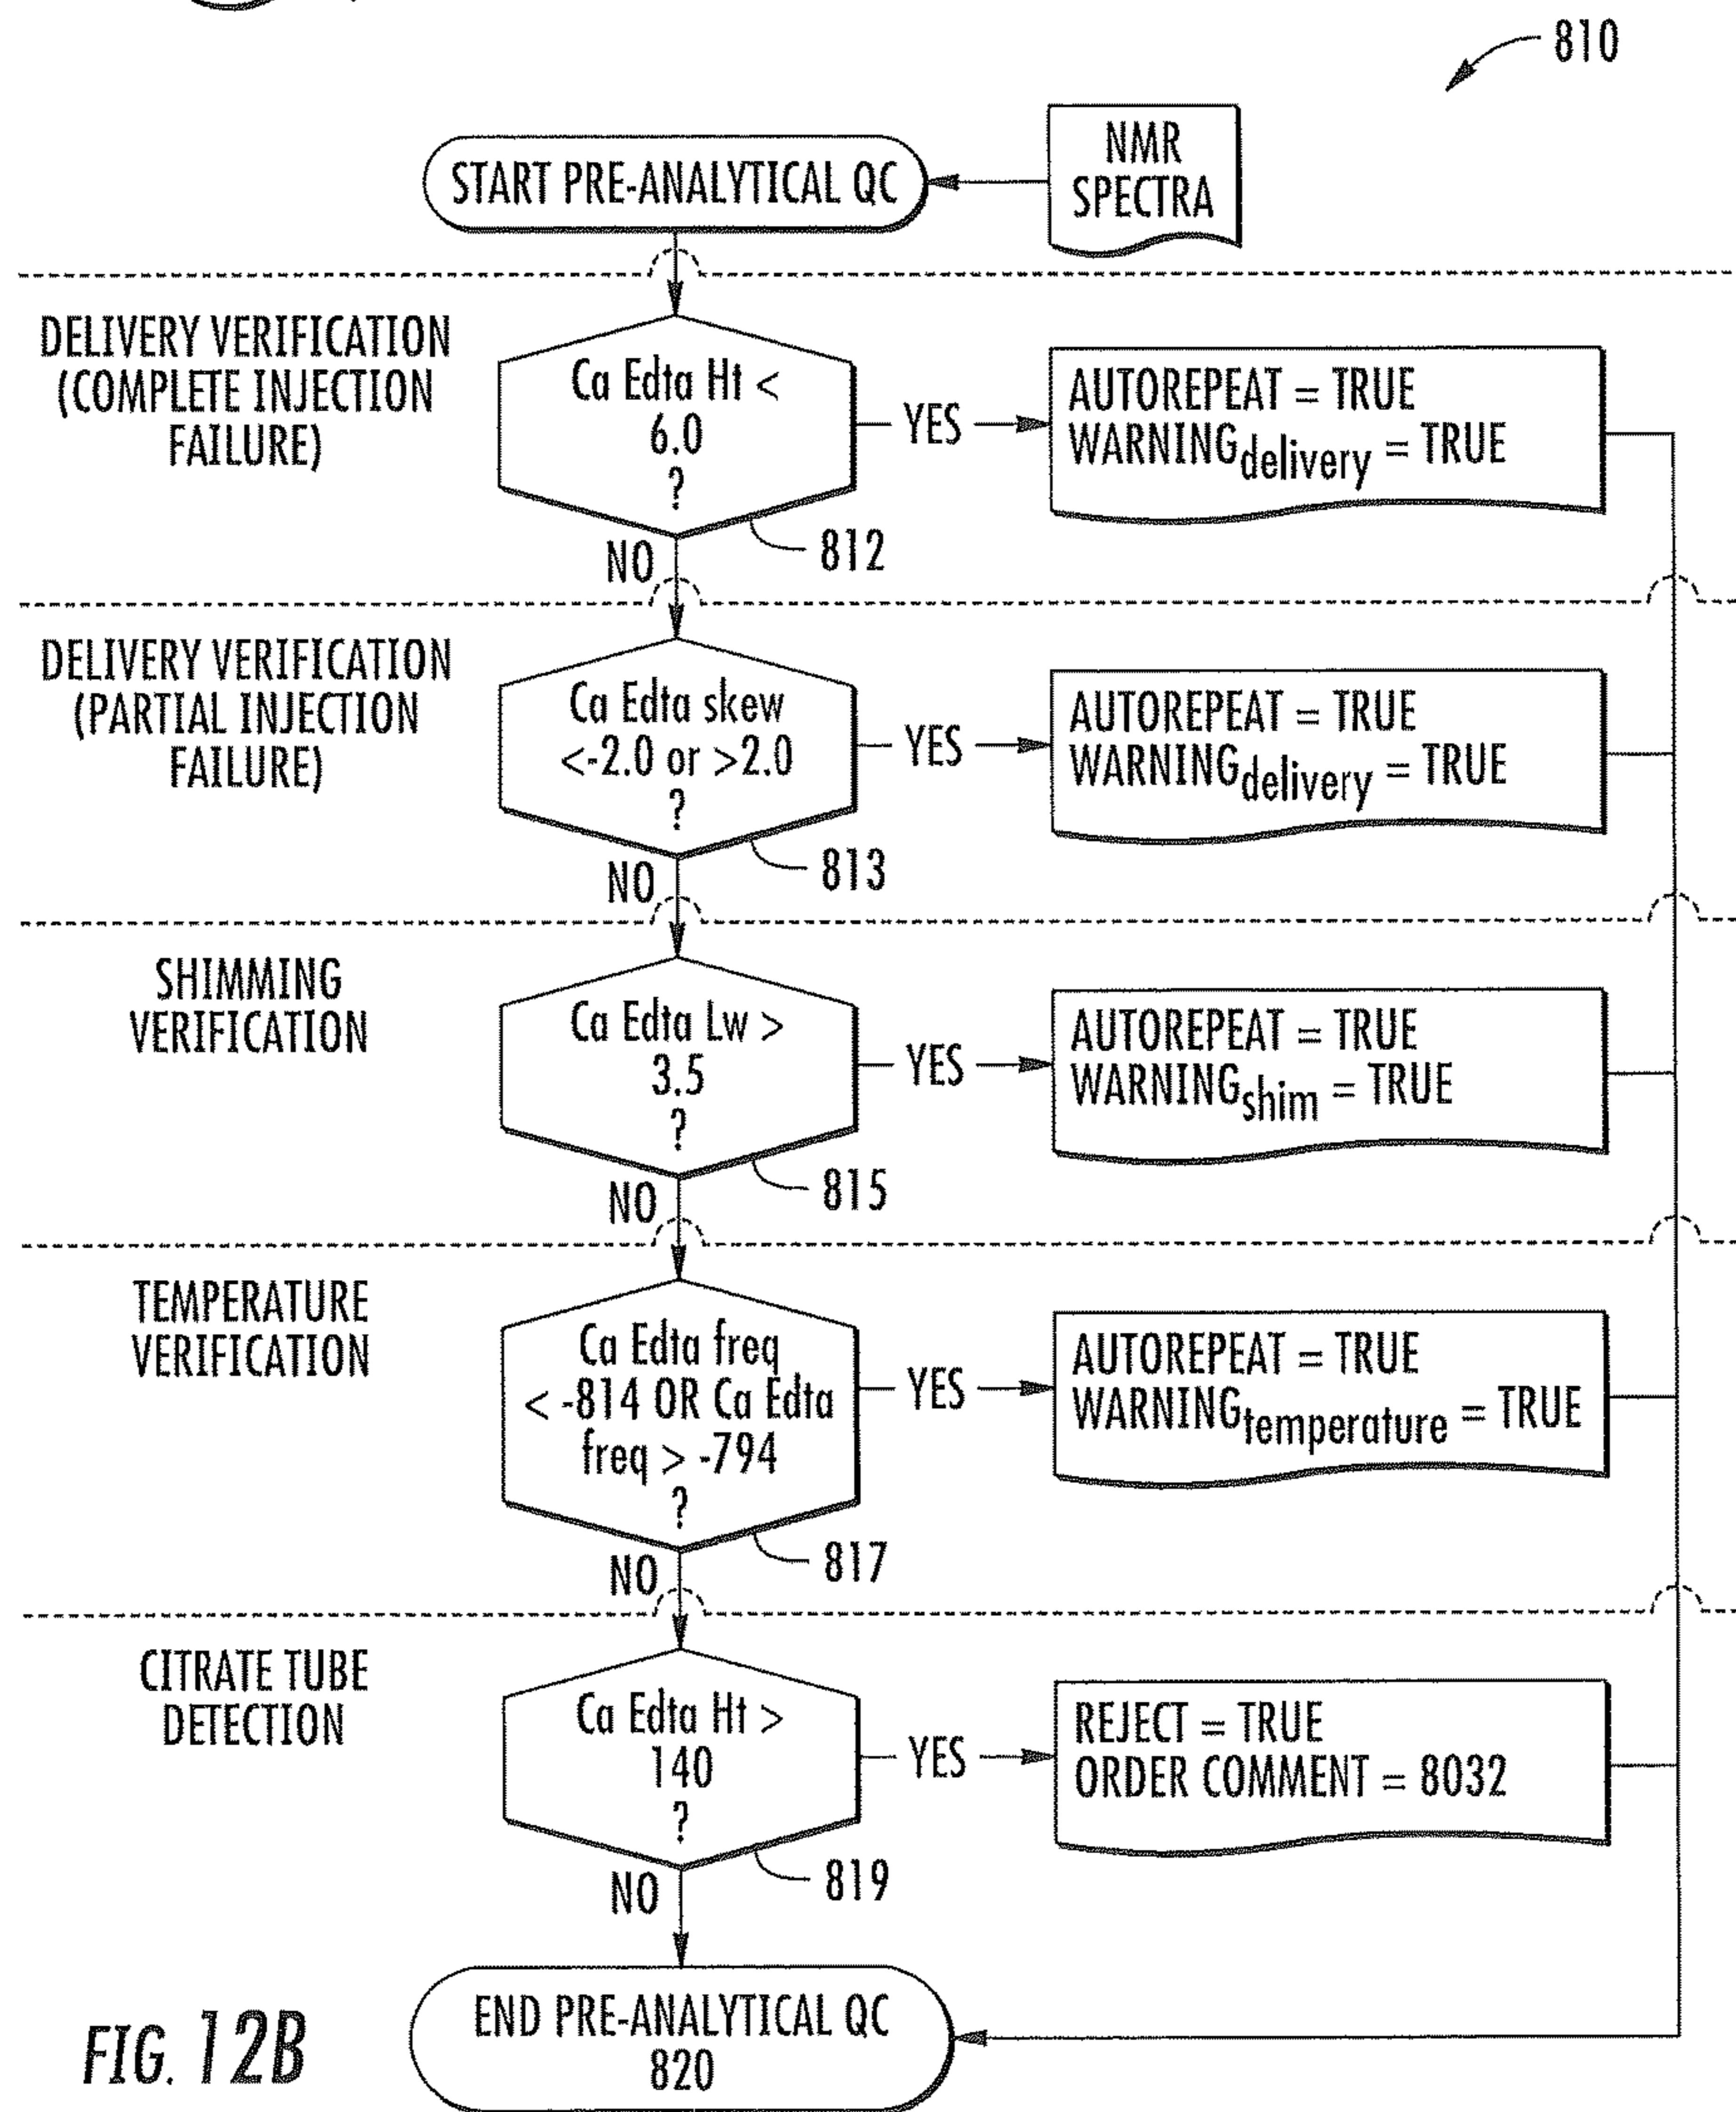 810
START PRE-ANALYTICAL QC
NMR
SPECTRA
DELIVERY VERIFICATION
(COMPLETE INJECTION
FAILURE)
Ca Edta Ht <
6.0
?
YES
AUTOREPEAT = TRUE
WARNINGdelivery = TRUE
812
NO
DELIVERY VERIFICATION
(PARTIAL INJECTION
FAILURE)
Ca Edta skew
<-2.0 or >2.0
?
YES
AUTOREPEAT = TRUE
WARNINGdelivery = TRUE
813
NO
SHIMMING
VERIFICATION
Ca Edta Lw >
3.5
?
YES
AUTOREPEAT = TRUE
WARNINGshim = TRUE
815
NO
TEMPERATURE
VERIFICATION
Ca Edta freq
< -814 OR Ca Edta
freq > -794
?
YES
AUTOREPEAT = TRUE
WARNINGtemperature = TRUE
817
NO
CITRATE TUBE
DETECTION
Ca Edta Ht >
140
?
YES
REJECT = TRUE
ORDER COMMENT = 8032
819
NO
END PRE-ANALYTICAL QC
820
FIG. 12B